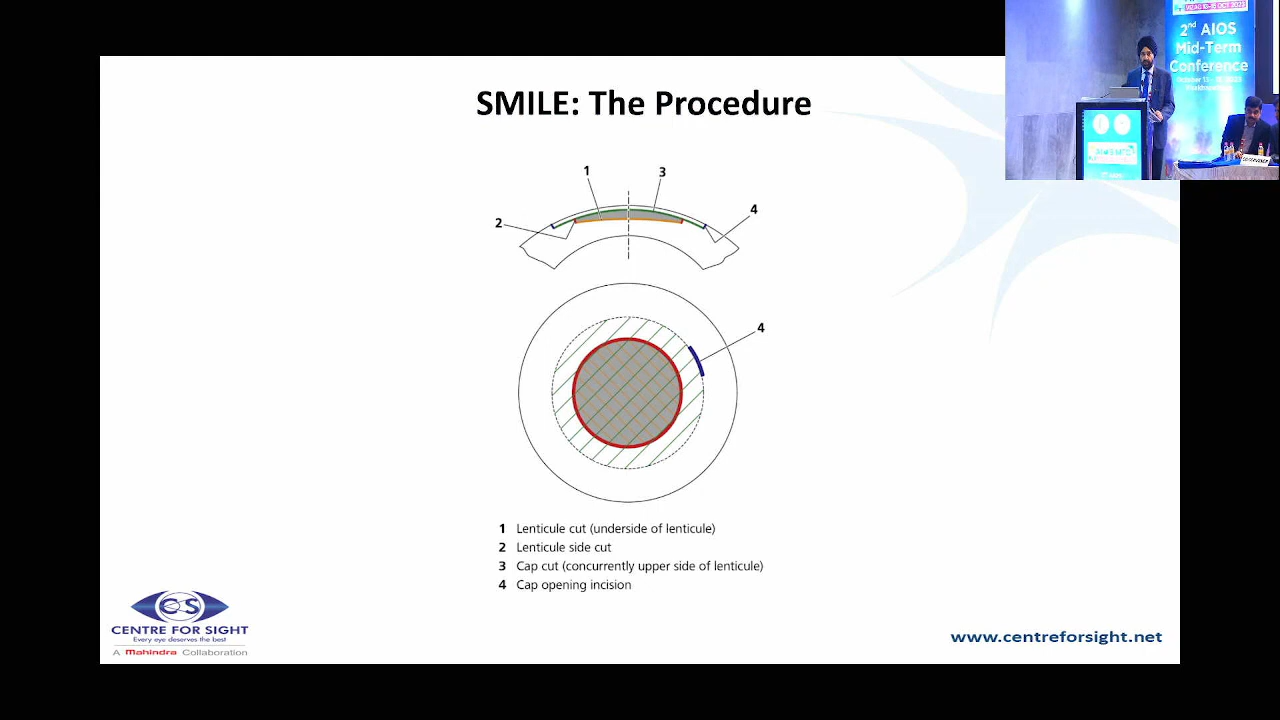 SMILE: The Procedure
2nd AIOS
Mid-Term
Conference
1
3
2
4
4
1 Lenticule cut (underside of lenticule)
2 Lenticule side cut
3 Cap cut (concurrently upper side of lenticule)
4 Cap opening incision
CS
CENTRE FOR SIGHT
Every eye deserves the best
A Mahindra Collaboration
www.centreforsight.net